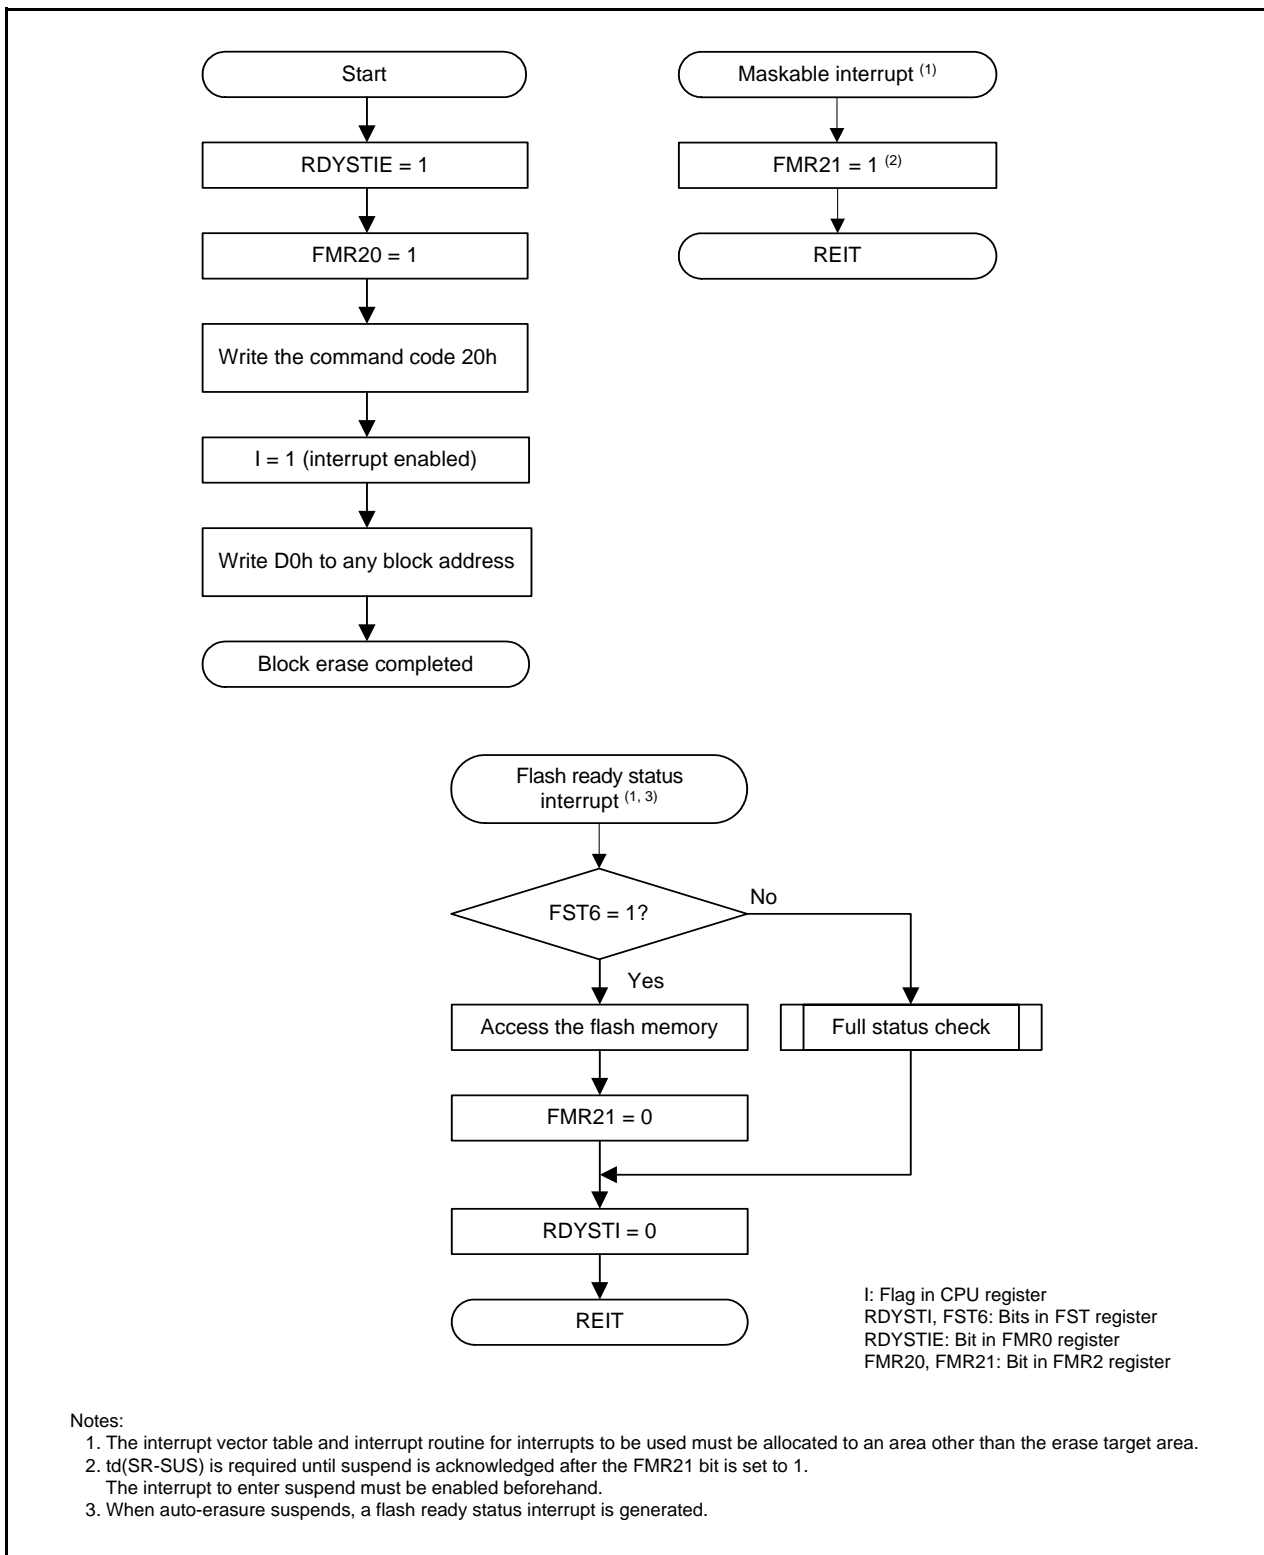 Start
RDYSTIE = 1
FMR20 = 1
Write the command code 20h
I = 1 (interrupt enabled)
Write D0h to any block address
Block erase completed
Maskable interrupt (1)
FMR21 = 1 (2)
REIT
Flash ready status
interrupt (1, 3)
FST6 = 1?
No
Yes
Access the flash memory
Full status check
FMR21 = 0
RDYSTI = 0
REIT
I: Flag in CPU register
RDYSTI, FST6: Bits in FST register
RDYSTIE: Bit in FMR0 register
FMR20, FMR21: Bit in FMR2 register
Notes:
1. The interrupt vector table and interrupt routine for interrupts to be used must be allocated to an area other than the erase target area.
2. td(SR-SUS) is required until suspend is acknowledged after the FMR21 bit is set to 1.
The interrupt to enter suspend must be enabled beforehand.
3. When auto-erasure suspends, a flash ready status interrupt is generated.